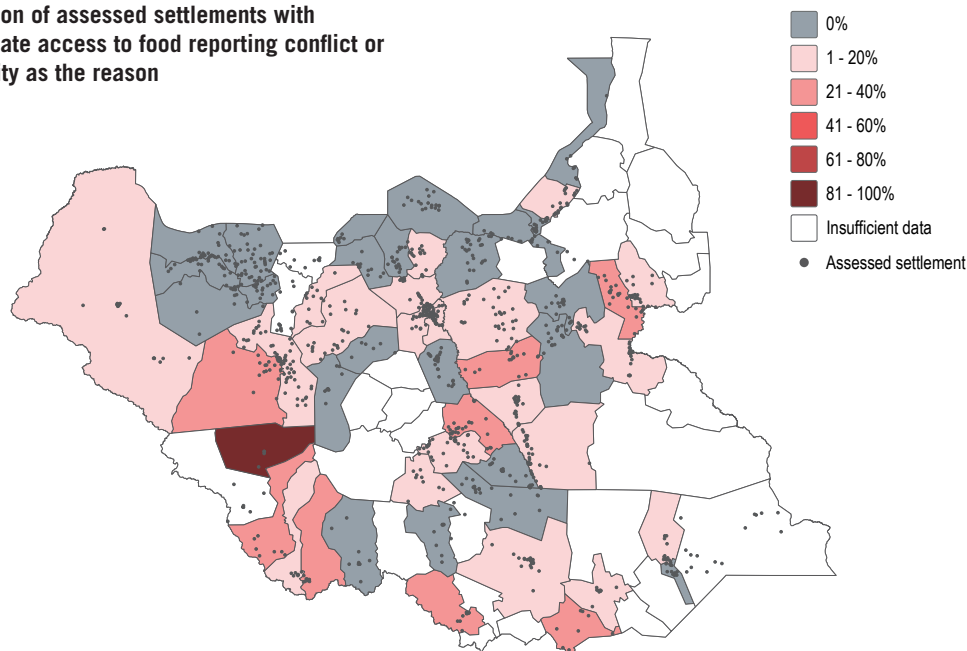 on of assessed settlements with
ate access to food reporting conflict or
ity as the reason
0%
1 - 20%
21 - 40%
41 - 60%
61 - 80%
81 - 100%
Insufficient data
Assessed settlement